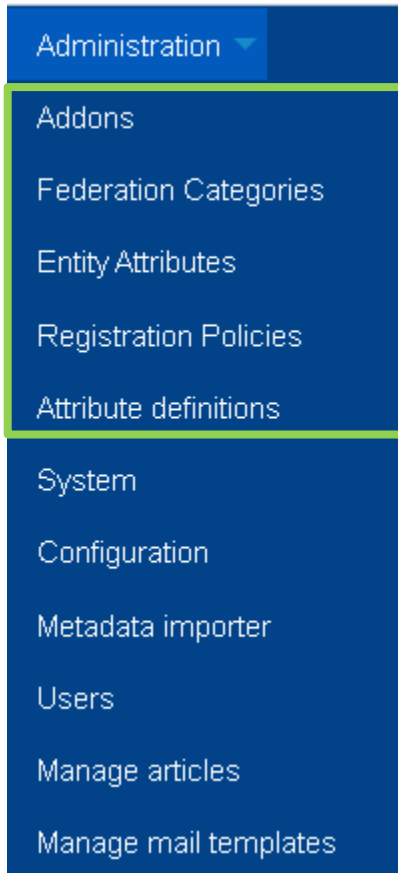 Administration
Addons
Federation Categories
Entity Attributes
Registration Policies
Attribute definitions
System
Configuration
Metadata importer
Users
Manage articles
Manage mail templates